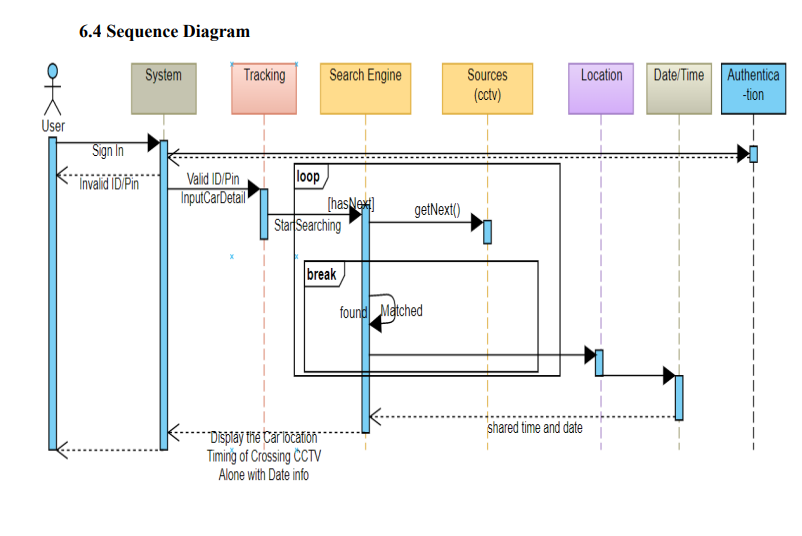 6.4 Sequence Diagram
System
Tracking
Search Engine
Sources
(cctv)
Location
Date/Time
Authentica
-tion
User
Sign In
Invalid ID/Pin
Valid ID/Pin
InputCarDetail
loop
[hasNext]
StartSearching
getNext()
break
found
Matched
shared time and date
Display the Car location
Timing of Crossing CCTV
Alone with Date info